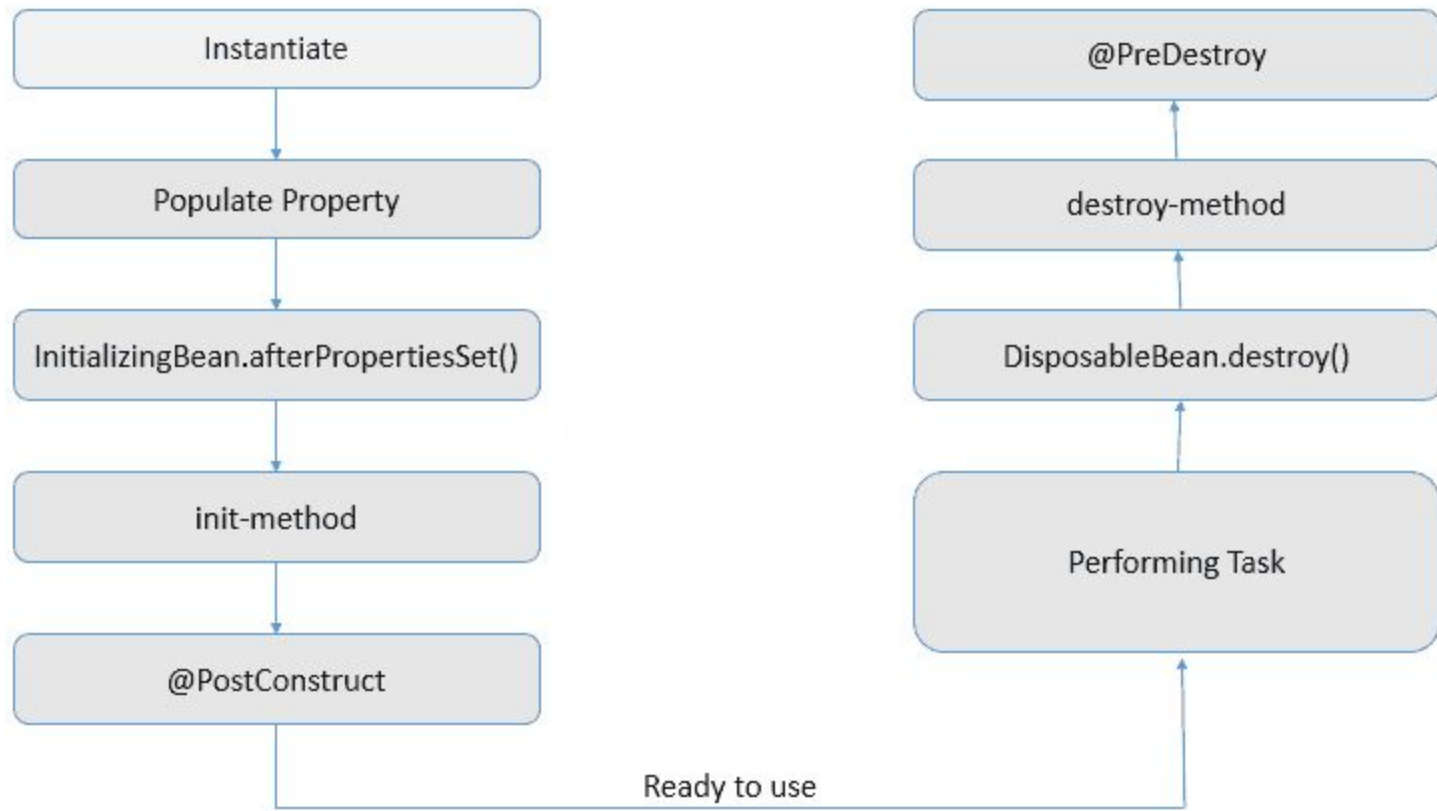 Instantiate
Populate Property
InitializingBean.afterPropertiesSet()
init-method
@PostConstruct
Ready to use
Performing Task
DisposableBean.destroy()
destroy-method
@PreDestroy